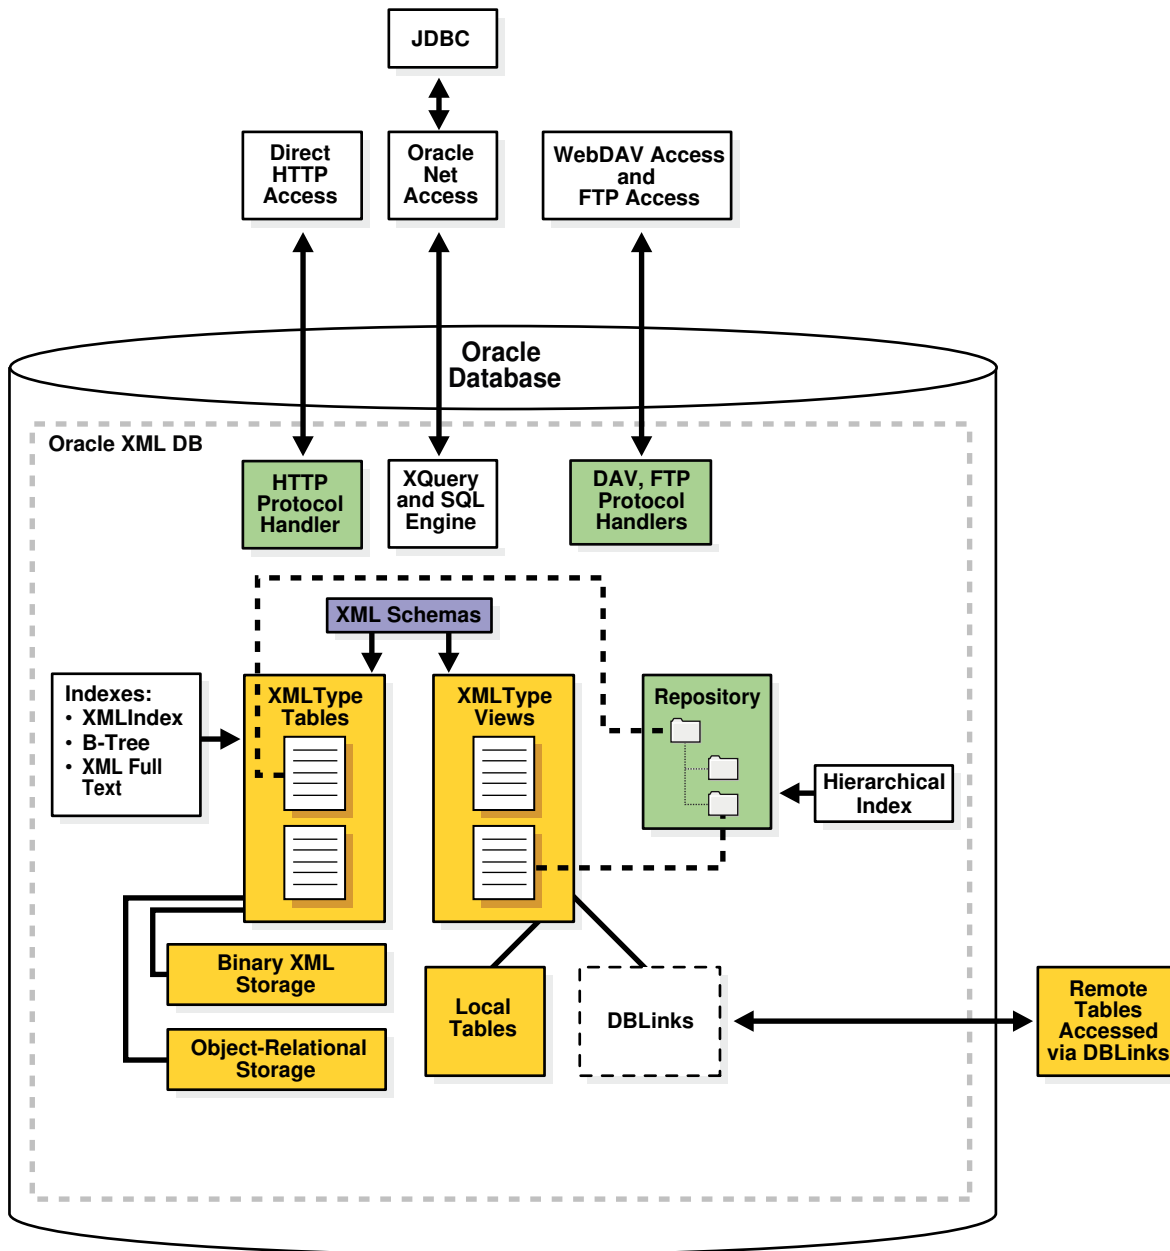 JDBC
Direct
HTTP
Access
Oracle
Net
Access
WebDAV Access
and
FTP Access
Oracle
Database
Oracle XML DB
HTTP
Protocol
Handler
XQuery
and SQL
Engine
DAV, FTP
Protocol
Handlers
XML Schemas
Indexes:
• XMLIndex
• B-Tree
• XML Full
Text
XMLType
Tables
XMLType
Views
Repository
Hierarchical
Index
Binary XML
Storage
Object-Relational
Storage
Local
Tables
DBLinks
Remote
Tables
Accessed
via DBLinks